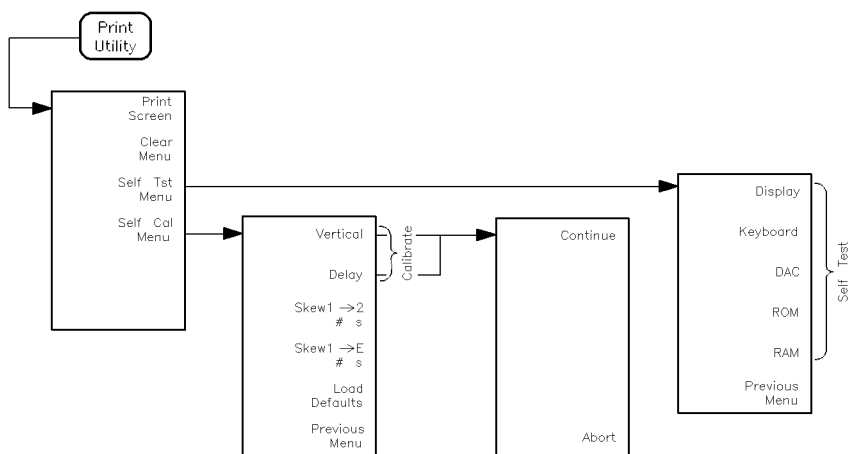 Print
Utility
Print
Screen
Clear
Menu
Self Tst
Menu
Self Cal
Menu
Vertical
Delay
Calibrate
Skew1 →2
# s
Skew1 →E
# s
Load
Defaults
Previous
Menu
Continue
Abort
Display
Keyboard
DAC
ROM
RAM
Self Test
Previous
Menu